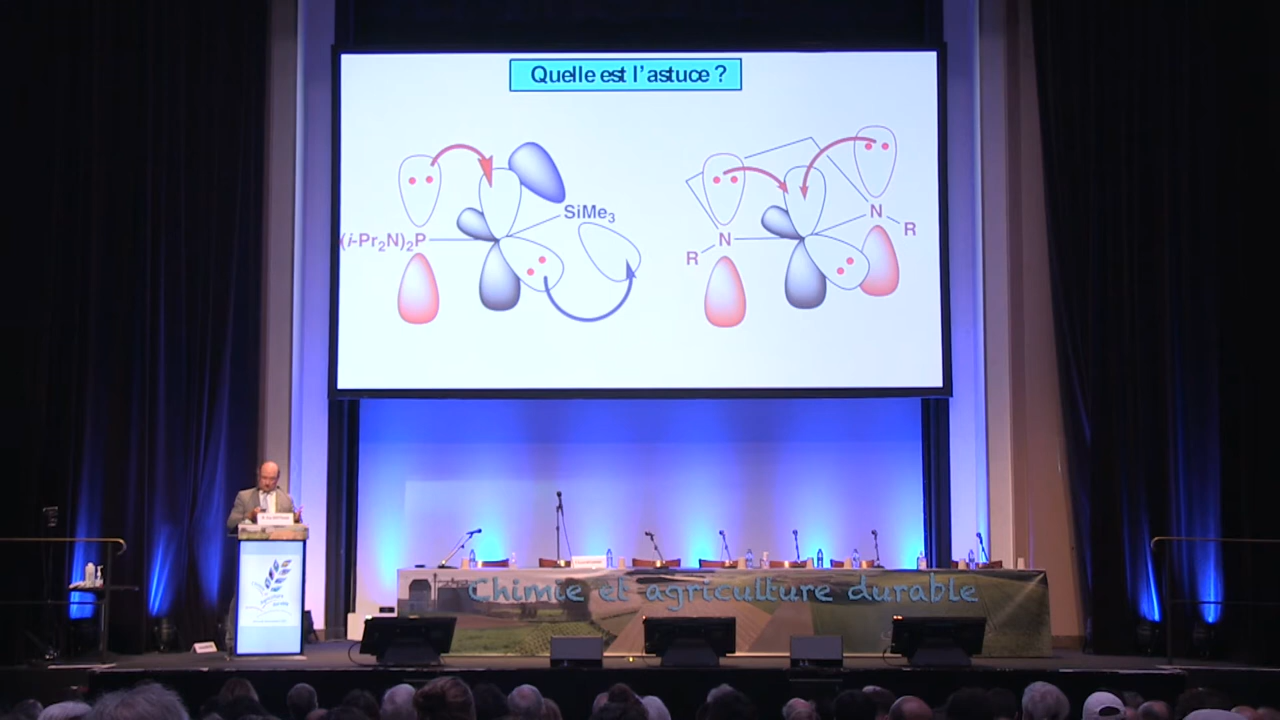 Quelle est l'astuce ?
SiMe3
(i-Pr2N)2P
N
R
N
R
Chimie et agriculture durable